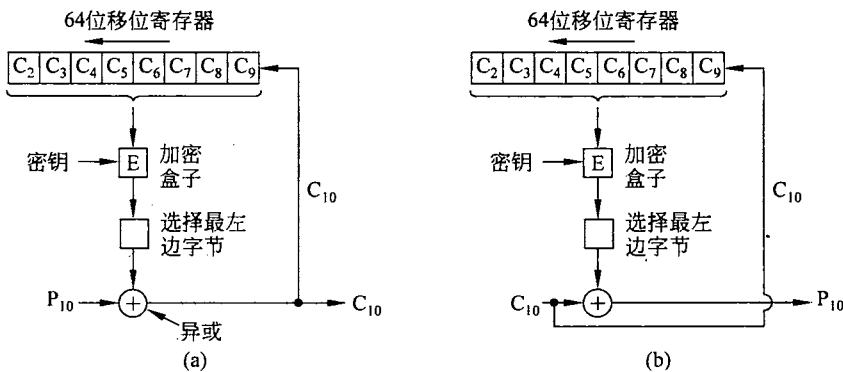 64位移位寄存器
C₂ C₃ C₄ C₅ C₆ C₇ C₈ C₉
密钥
E
加密
盒子
C₁₀
选择最左
边字节
P₁₀
+
C₁₀
异或
(a)
64位移位寄存器
C₂ C₃ C₄ C₅ C₆ C₇ C₈ C₉
密钥
E
加密
盒子
C₁₀
选择最左
边字节
C₁₀
+
P₁₀
(b)